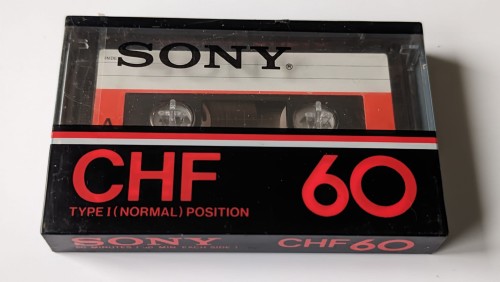 SONY®
A
CHF 60
TYPE I (NORMAL) POSITION
SONY CHF 60